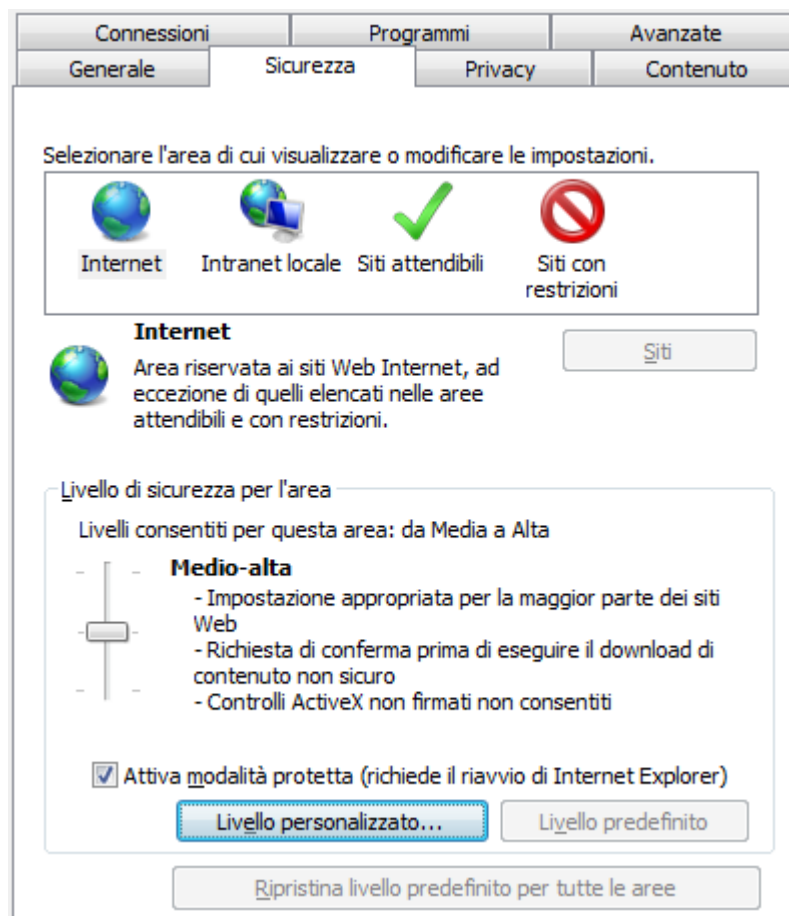 Connessioni
Programmi
Avanzate
Generale
Sicurezza
Privacy
Contenuto
Selezionare l'area di cui visualizzare o modificare le impostazioni.
Internet
Intranet locale
Siti attendibili
Siti con
restrizioni
Internet
Siti
Area riservata ai siti Web Internet, ad
eccezione di quelli elencati nelle aree
attendibili e con restrizioni.
Livello di sicurezza per l'area
Livelli consentiti per questa area: da Media a Alta
Medio-alta
- Impostazione appropriata per la maggior parte dei siti
Web
- Richiesta di conferma prima di eseguire il download di
contenuto non sicuro
- Controlli ActiveX non firmati non consentiti
Attiva modalità protetta (richiede il riavvio di Internet Explorer)
Livello personalizzato...
Livello predefinito
Ripristina livello predefinito per tutte le aree